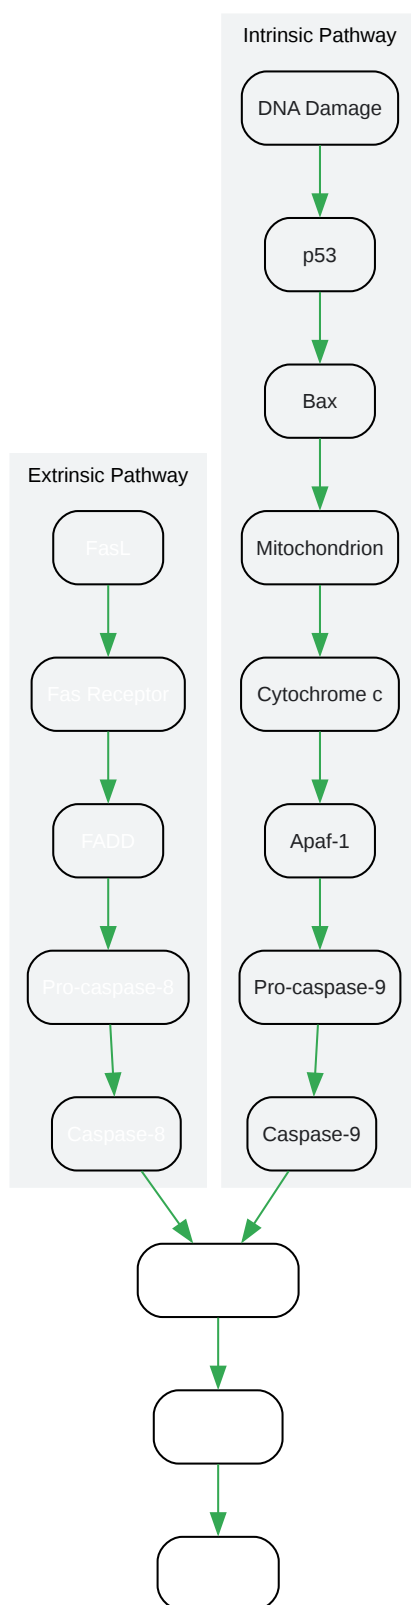 Intrinsic Pathway
DNA Damage
p53
Bax
Extrinsic Pathway
FasL
Mitochondrion
Fas Receptor
Cytochrome c
FADD
Apaf-1
Pro-caspase-8
Pro-caspase-9
Caspase-8
Caspase-9